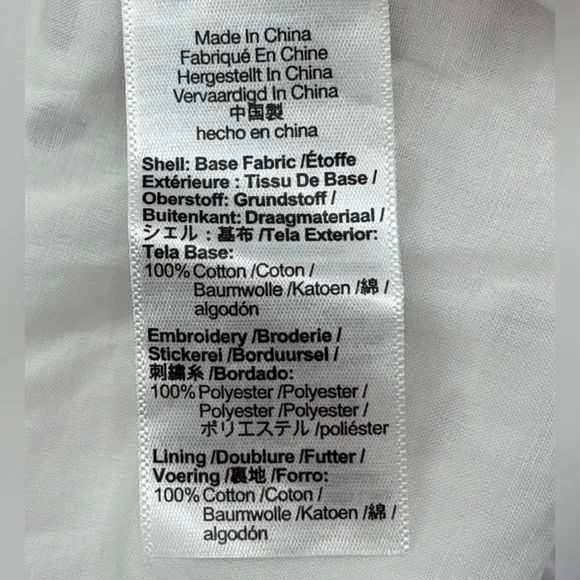 Made In China
Fabriqué En Chine
Hergestellt In China
Vervaardigd In China
中国製
hecho en china
Shell: Base Fabric /Étoffe
Extérieure : Tissu De Base /
Oberstoff: Grundstoff /
Buitenkant: Draagmateriaal /
シェル : 基布 /Tela Exterior:
Tela Base:
100% Cotton /Coton /
Baumwolle /Katoen /綿 /
algodón
Embroidery /Broderie /
Stickerei /Borduursel /
刺繍糸 /Bordado:
100% Polyester /Polyester /
Polyester /Polyester /
ポリエステル /poliéster
Lining /Doublure /Futter /
Voering /裏地 /Forro:
100% Cotton /Coton /
Baumwolle /Katoen /綿 /
algodón